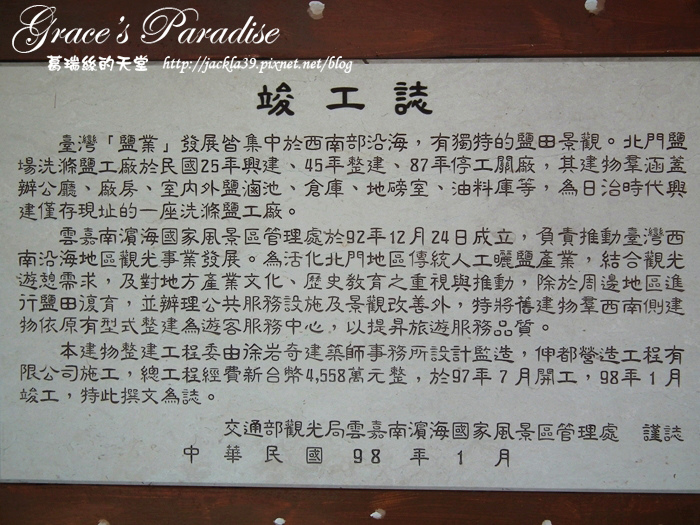 Grace's Paradise
葛瑞絲的天堂 http://jackla39.pixnet.net/blog
竣工誌
臺灣「鹽業」發展皆集中於西南部沿海，有獨特的鹽田景觀。北門鹽
場洗滌鹽工廠於民國25年興建、45年整建、87年停工關廠，其建物羣涵蓋
辦公廳、廠房、室內外鹽滷池、倉庫、地磅室、油料庫等，為日治時代興
建僅存現址的一座洗滌鹽工廠。
雲嘉南濱海國家風景區管理處於92年12月24日成立，負責推動臺灣西
南沿海地區觀光事業發展。為活化北門地區傳統人工曬鹽產業，結合觀光
遊憩需求，及對地方產業文化、歷史教育之重視與推動，除於周邊地區進
行鹽田復育，並辦理公共服務設施及景觀改善外，特將舊建物羣西南側建
物依原有型式整建為遊客服務中心，以提昇旅遊服務品質。
本建物整建工程委由徐岩奇建築師事務所設計監造，伸都營造工程有
限公司施工，總工程經費新台幣4,558萬元整，於97年7月開工，98年1月
竣工，特此撰文為誌。
交通部觀光局雲嘉南濱海國家風景區管理處 謹誌
中華民國98年1月